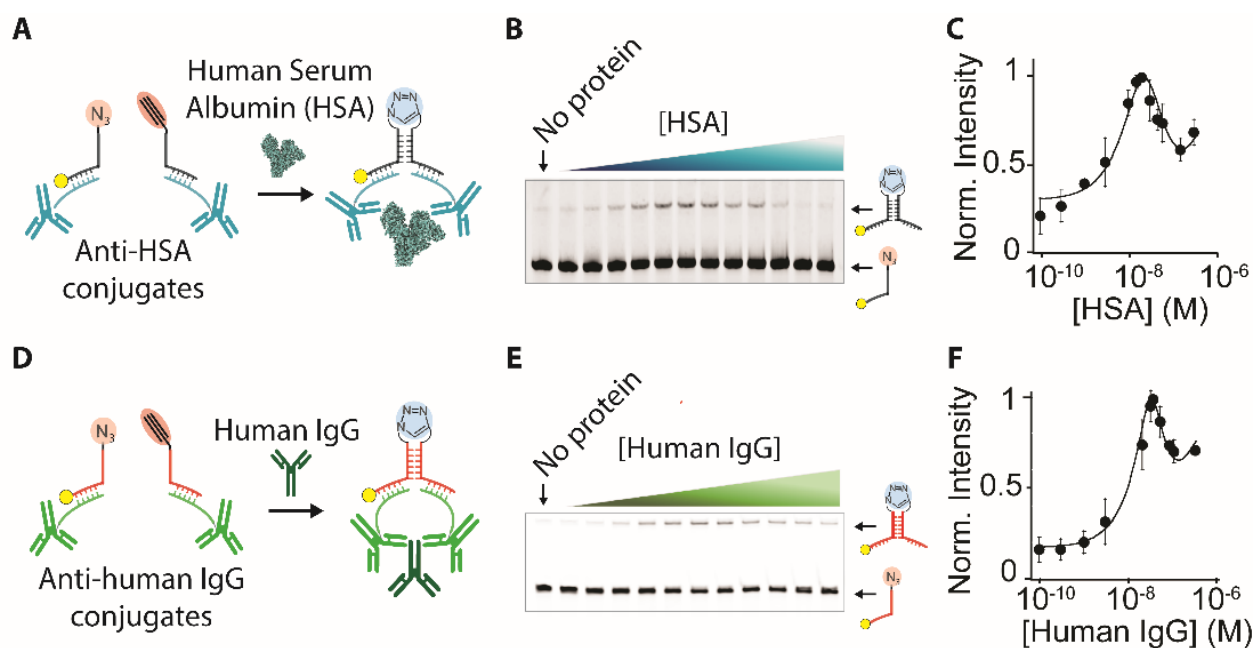 A
N3
Human Serum
Albumin (HSA)
N=N
N
Anti-HSA
conjugates
B
No protein
[HSA]
N=N
N
N3
C
Norm. Intensity
1
0.5
0
10-10
10-8
10-6
[HSA] (M)
D
N3
Human IgG
N=N
N
Anti-human IgG
conjugates
E
No protein
[Human IgG]
N=N
N
N3
F
Norm. Intensity
1
0.5
0
10-10
10-8
10-6
[Human IgG] (M)